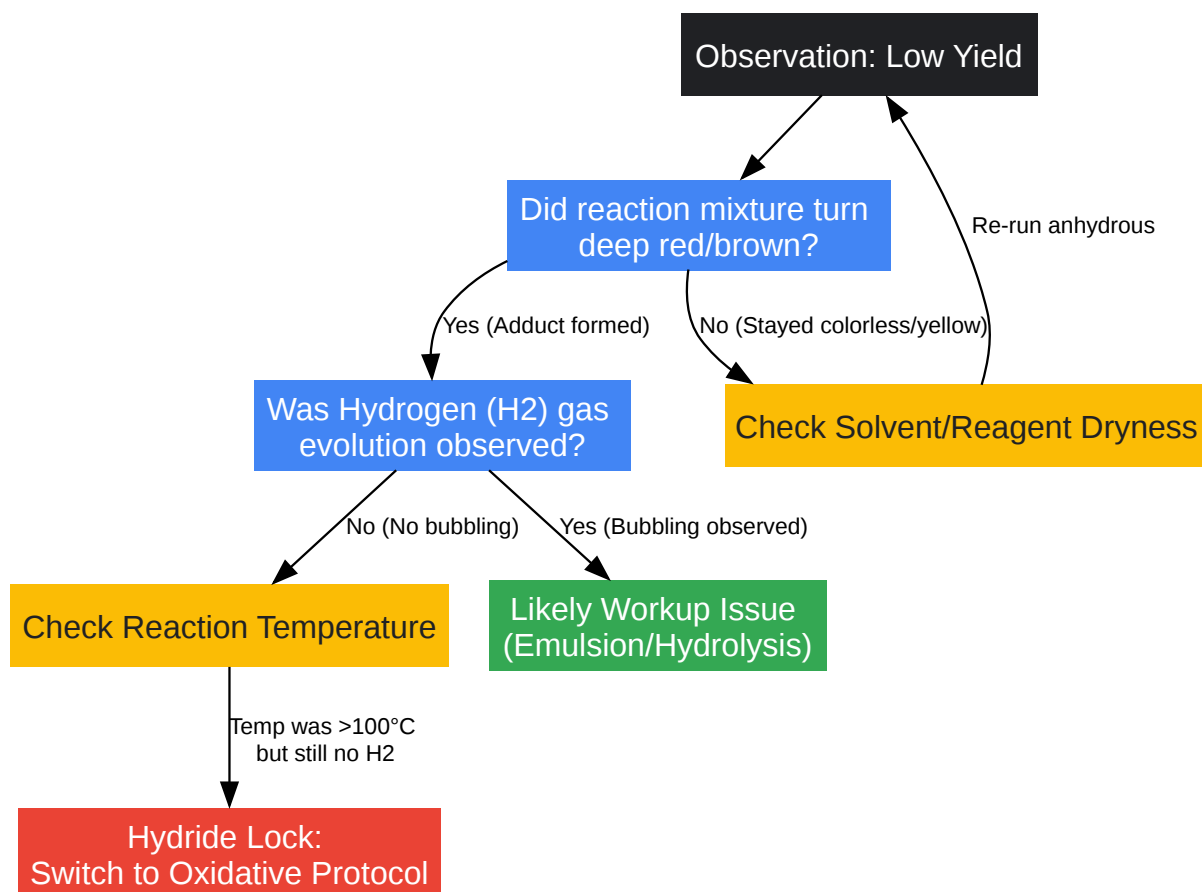 Observation: Low Yield
Did reaction mixture turn
deep red/brown?
Re-run anhydrous
Yes (Adduct formed)
No (Stayed colorless/yellow)
Was Hydrogen (H2) gas
evolution observed?
Check Solvent/Reagent Dryness
No (No bubbling)
Yes (Bubbling observed)
Check Reaction Temperature
Likely Workup Issue
(Emulsion/Hydrolysis)
Temp was >100°C
but still no H2
Hydride Lock:
Switch to Oxidative Protocol